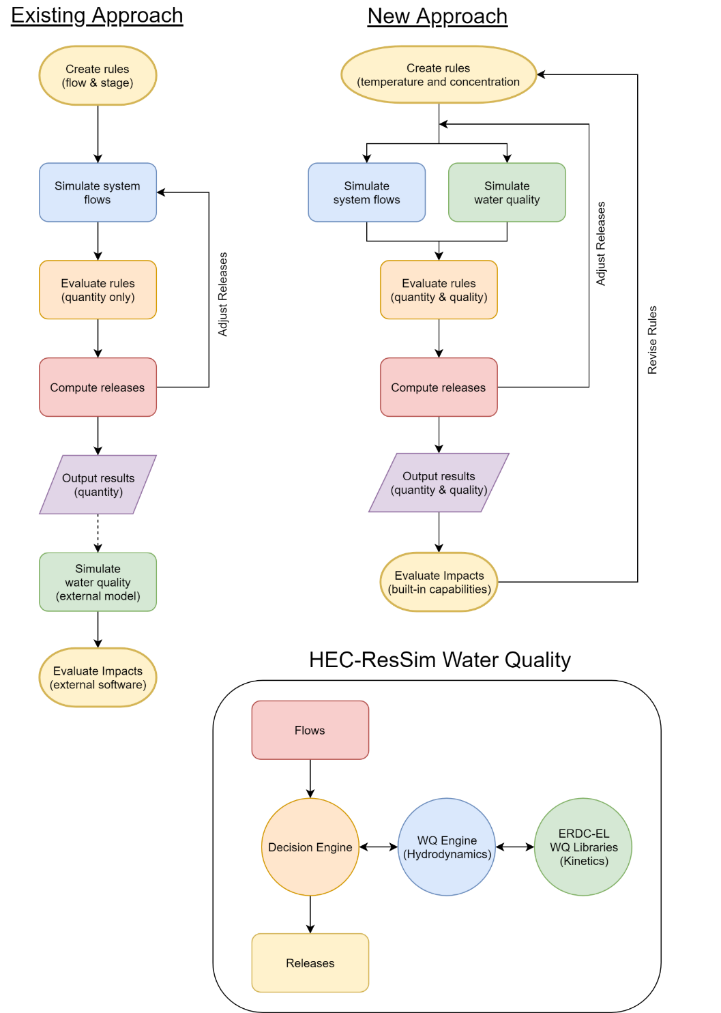 Existing Approach
Create rules
(flow & stage)
Simulate system
flows
Evaluate rules
(quantity only)
Compute releases
Adjust Releases
Output results
(quantity)
Simulate
water quality
(external model)
Evaluate Impacts
(external software)
New Approach
Create rules
(temperature and concentration
Simulate
system flows
Simulate
water quality
Evaluate rules
(quantity & quality)
Compute releases
Adjust Releases
Output results
(quantity & quality)
Evaluate Impacts
(built-in capabilities)
Revise Rules
HEC-ResSim Water Quality
Flows
Decision Engine
WQ Engine
(Hydrodynamics)
ERDC-EL
WQ Libraries
(Kinetics)
Releases